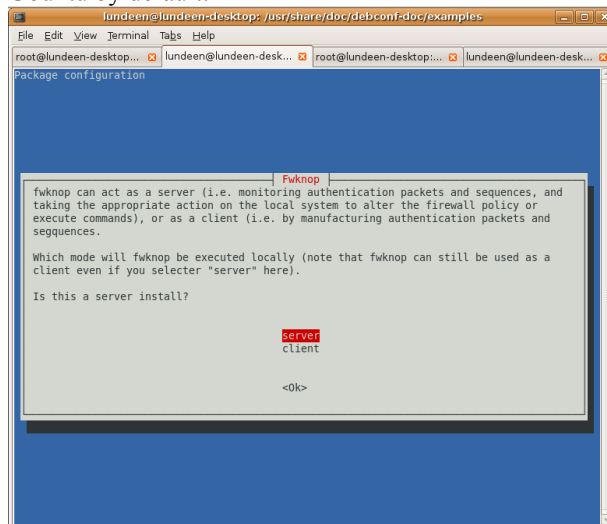 lundeen@lundeen-desktop: /usr/share/doc/debconf-doc/examples
File Edit View Terminal Tabs Help
root@lundeen-desktop... lundeen@lundeen-desk... root@lundeen-desktop:... lundeen@lundeen-desk...
Package configuration
Fwknop
fwknop can act as a server (i.e. monitoring authentication packets and sequences, and
taking the appropriate action on the local system to alter the firewall policy or
execute commands), or as a client (i.e. by manufacturing authentication packets and
segquences.
Which mode will fwknop be executed locally (note that fwknop can still be used as a
client even if you selecter "server" here).
Is this a server install?
server
client
<Ok>